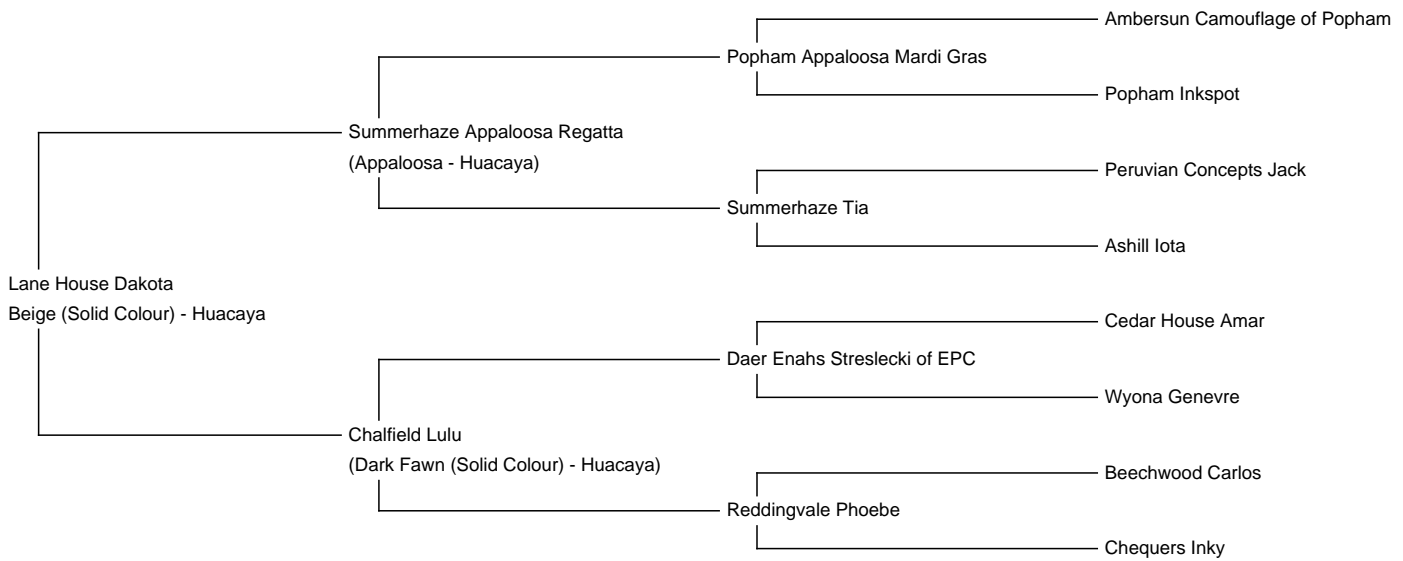 Ambersun Camouflage of Popham
Popham Appaloosa Mardi Gras
Popham Inkspot
Summerhaze Appaloosa Regatta
(Appaloosa - Huacaya)
Peruvian Concepts Jack
Summerhaze Tia
Ashill Iota
Lane House Dakota
Beige (Solid Colour) - Huacaya
Cedar House Amar
Daer Enahs Streslecki of EPC
Wyona Genevre
Chalfield Lulu
(Dark Fawn (Solid Colour) - Huacaya)
Beechwood Carlos
Reddingvale Phoebe
Chequers Inky